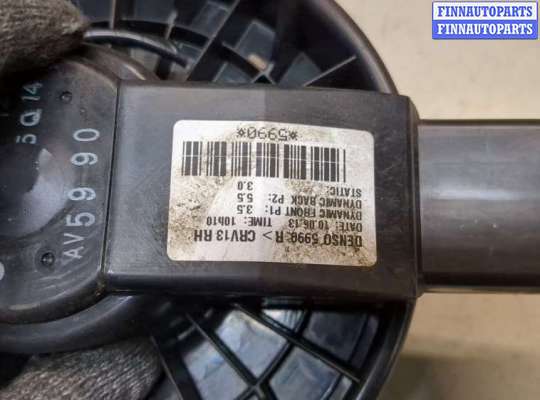 FINNAUTOPARTS
FINNAUTOPARTS
FINNAUTOPARTS
5Q14
AV5990
DENSO 5990 R > CRV13 RH
DATE: 10.06.13 TIME: 10h10
DYNAMIC FRONT P1: 3.5
DYNAMIC BACK P2: 5.5
STATIC: 3.0
*5990*